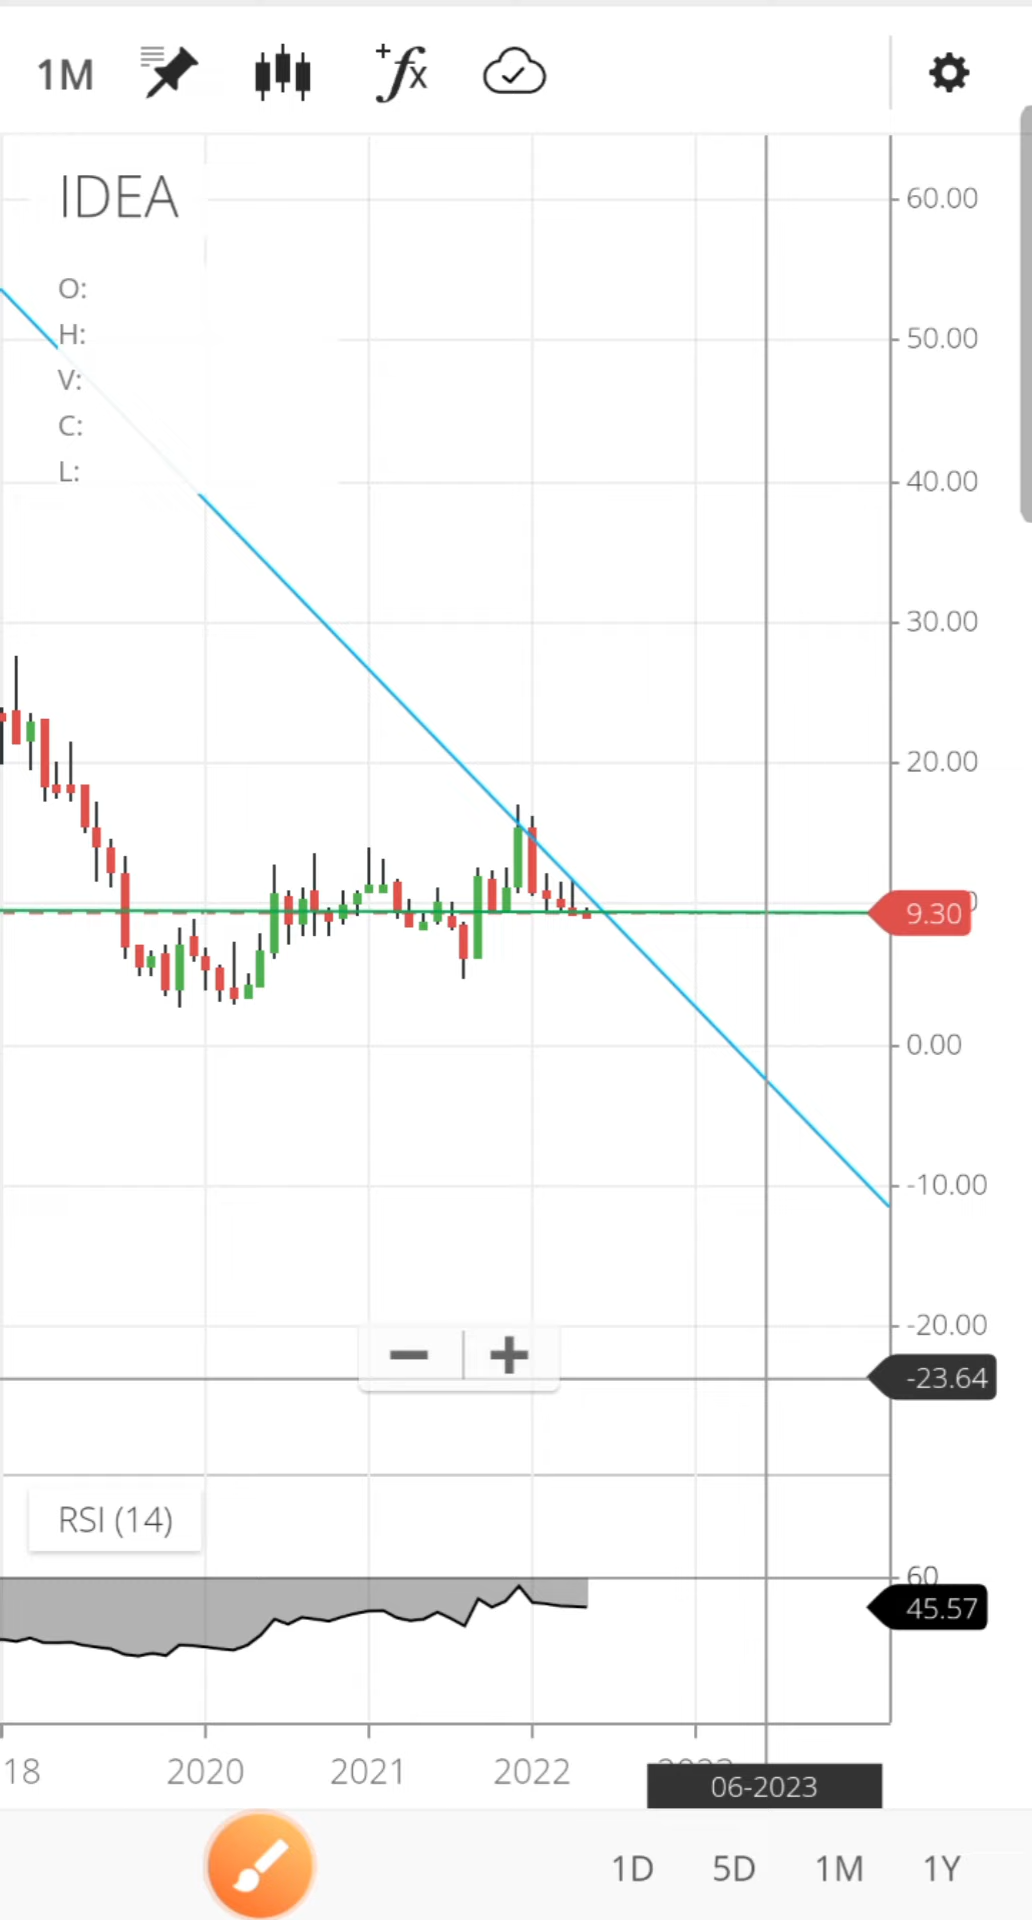 1M
+fx
IDEA
O:
H:
V:
C:
L:
60.00
50.00
40.00
30.00
20.00
9.30
0.00
-10.00
-20.00
-23.64
RSI (14)
60
45.57
18 2020 2021 2022
06-2023
1D 5D 1M 1Y